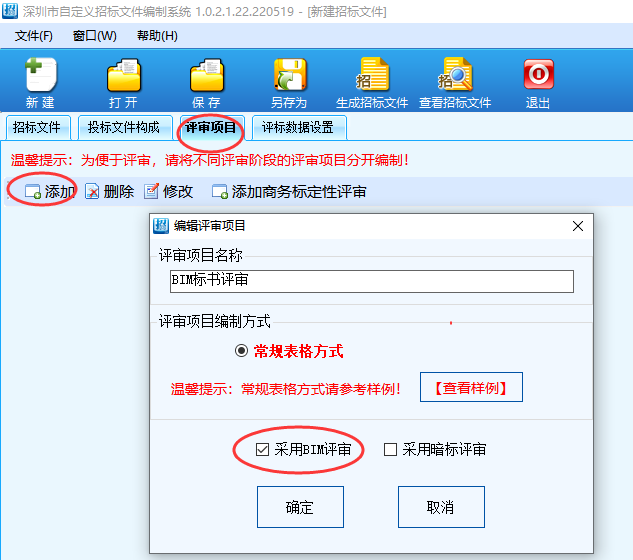 深圳市自定义招标文件编制系统 1.0.2.1.22.220519 - [新建招标文件]
文件(F) 窗口(W) 帮助(H)
新 建 打 开 保 存 另存为 生成招标文件 查看招标文件 退出
招标文件 投标文件构成 评审项目 评标数据设置
温馨提示：为便于评审，请将不同评审阶段的评审项目分开编制！
添加 删除 修改 添加商务标定性评审
编辑评审项目
评审项目名称
BIM标书评审
评审项目编制方式
常规表格方式
温馨提示：常规表格方式请参考样例！ 【查看样例】
采用BIM评审 采用暗标评审
确定 取消